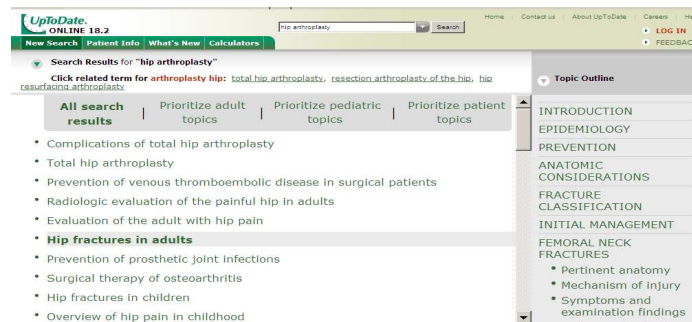 UpToDate.
ONLINE 18.2
hip arthroplasty
Search
Home
Contact us
About UpToDate
Careers
LOG IN
New Search
Patient Info
What's New
Calculators
Search Results for "hip arthroplasty"
Click related term for arthroplasty hip: total hip arthroplasty, resection arthroplasty of the hip, hip
resurfacing arthroplasty
All search
results
Prioritize adult
topics
Prioritize pediatric
topics
Prioritize patient
topics
• Complications of total hip arthroplasty
• Total hip arthroplasty
• Prevention of venous thromboembolic disease in surgical patients
• Radiologic evaluation of the painful hip in adults
• Evaluation of the adult with hip pain
• Hip fractures in adults
• Prevention of prosthetic joint infections
• Surgical therapy of osteoarthritis
• Hip fractures in children
• Overview of hip pain in childhood
Topic Outline
INTRODUCTION
EPIDEMIOLOGY
PREVENTION
ANATOMIC
CONSIDERATIONS
FRACTURE
CLASSIFICATION
INITIAL MANAGEMENT
FEMORAL NECK
FRACTURES
• Pertinent anatomy
• Mechanism of injury
• Symptoms and
examination findings